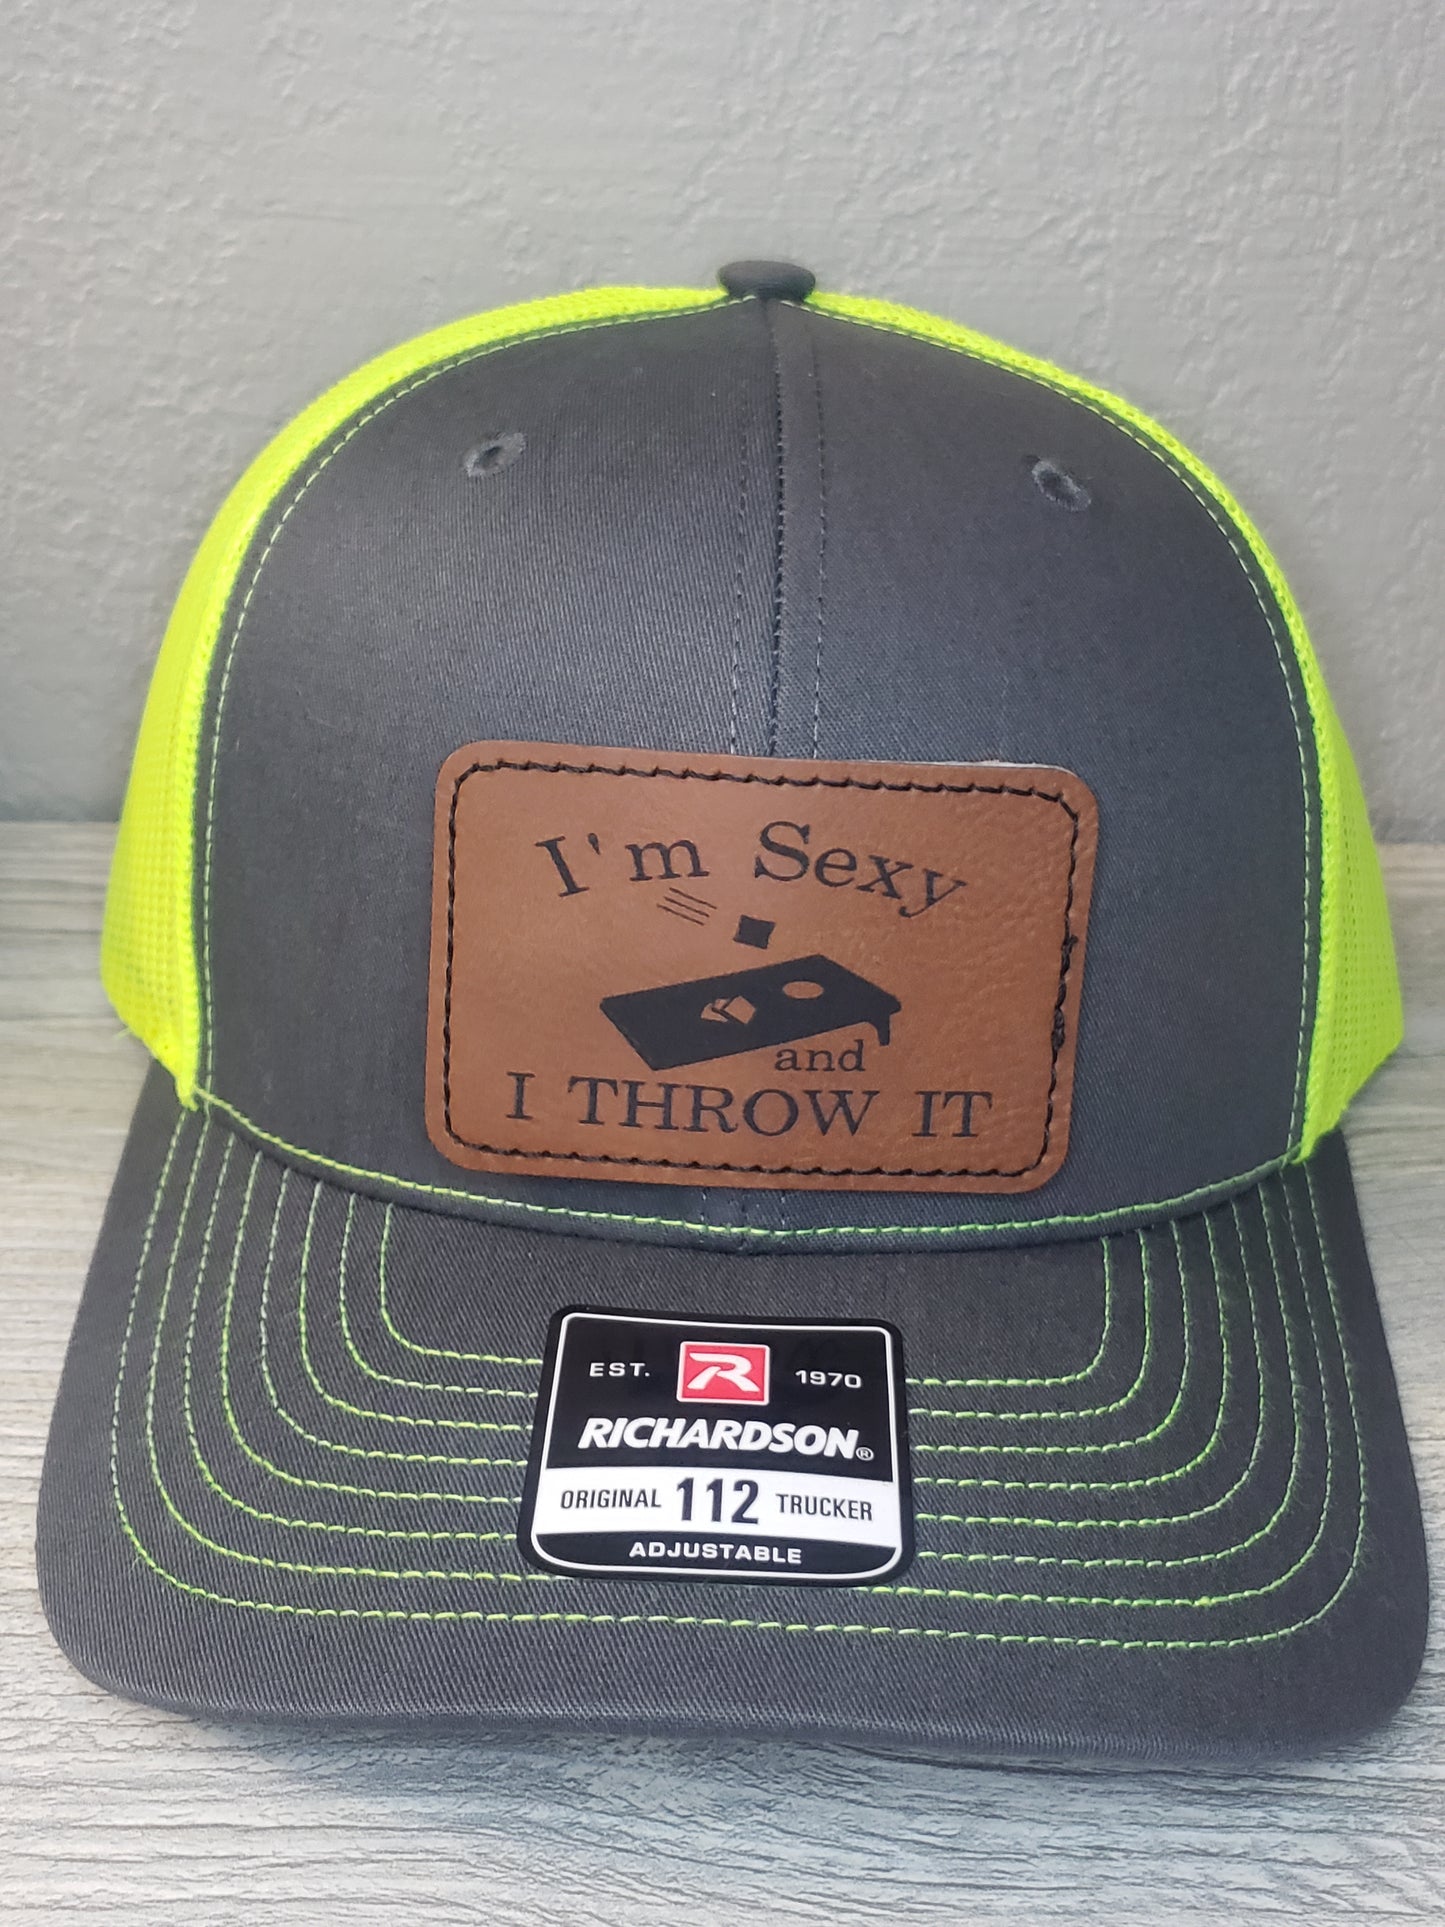 I'm Sexy
and
I THROW IT
EST. R 1970
RICHARDSON®
ORIGINAL 112 TRUCKER
ADJUSTABLE